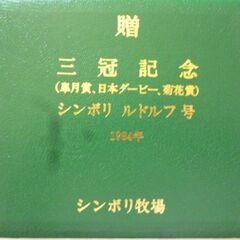 贈
三冠記念
(皐月賞、日本ダービー、菊花賞)
シンボリ ルドルフ号
1984年
シンボリ牧場